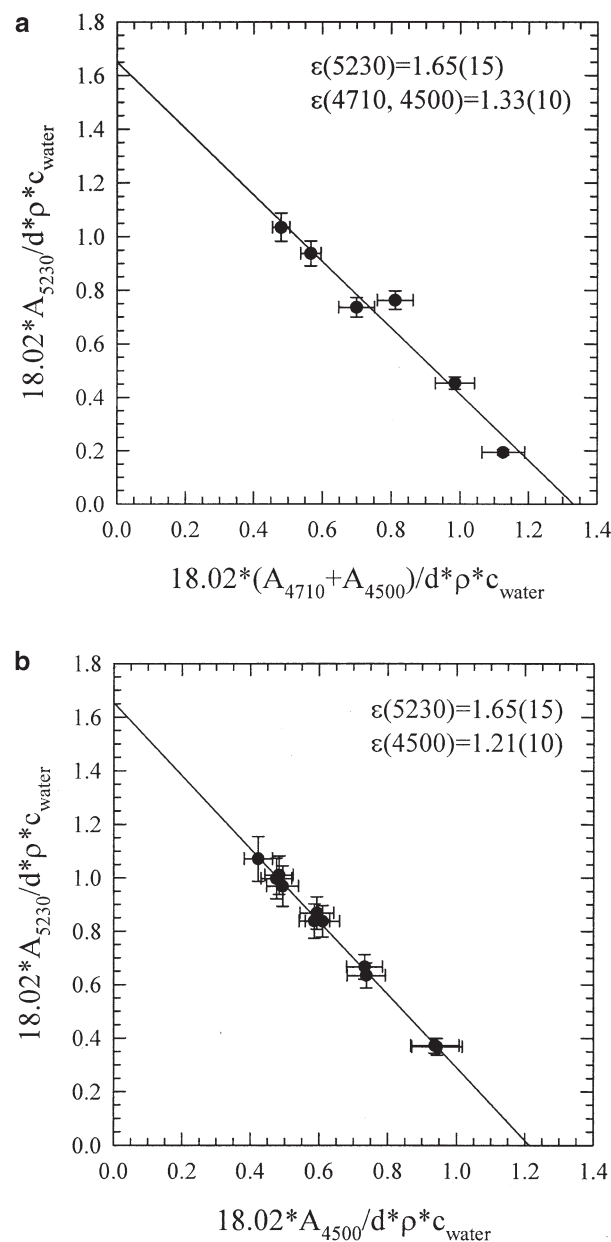 a
ε(5230)=1.65(15)
ε(4710, 4500)=1.33(10)
18.02*A5230/d*ρ*cwater
1.8
1.6
1.4
1.2
1.0
0.8
0.6
0.4
0.2
0.0
0.0 0.2 0.4 0.6 0.8 1.0 1.2 1.4
18.02*(A4710+A4500)/d*ρ*cwater
b
ε(5230)=1.65(15)
ε(4500)=1.21(10)
18.02*A5230/d*ρ*cwater
1.8
1.6
1.4
1.2
1.0
0.8
0.6
0.4
0.2
0.0
0.0 0.2 0.4 0.6 0.8 1.0 1.2 1.4
18.02*A4500/d*ρ*cwater